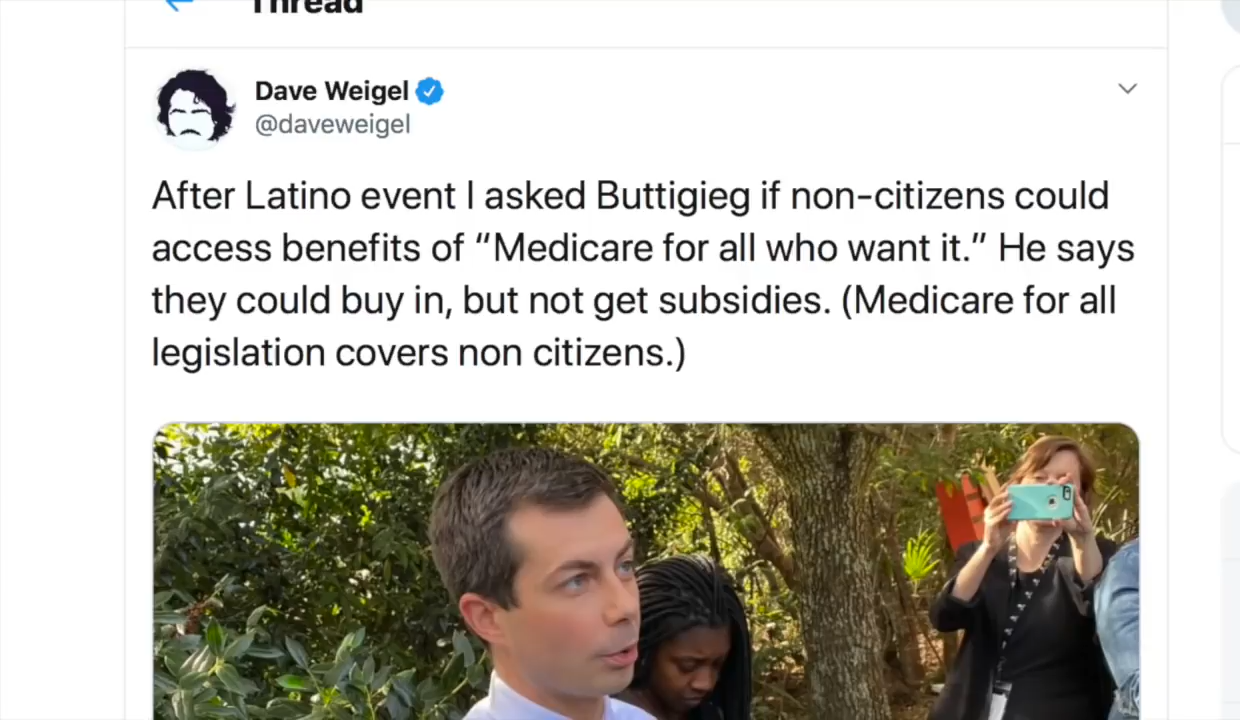 Thread
Dave Weigel
@daveweigel
After Latino event I asked Buttigieg if non-citizens could
access benefits of “Medicare for all who want it.” He says
they could buy in, but not get subsidies. (Medicare for all
legislation covers non citizens.)